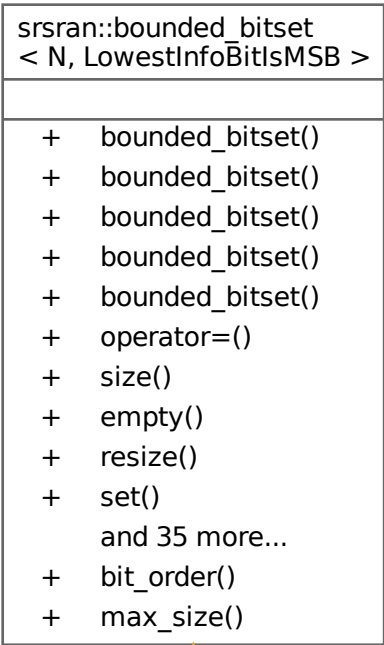 srsran::bounded_bitset
< N, LowestInfoBitIsMSB >
+ bounded_bitset()
+ bounded_bitset()
+ bounded_bitset()
+ bounded_bitset()
+ bounded_bitset()
+ operator=()
+ size()
+ empty()
+ resize()
+ set()
and 35 more...
+ bit_order()
+ max_size()